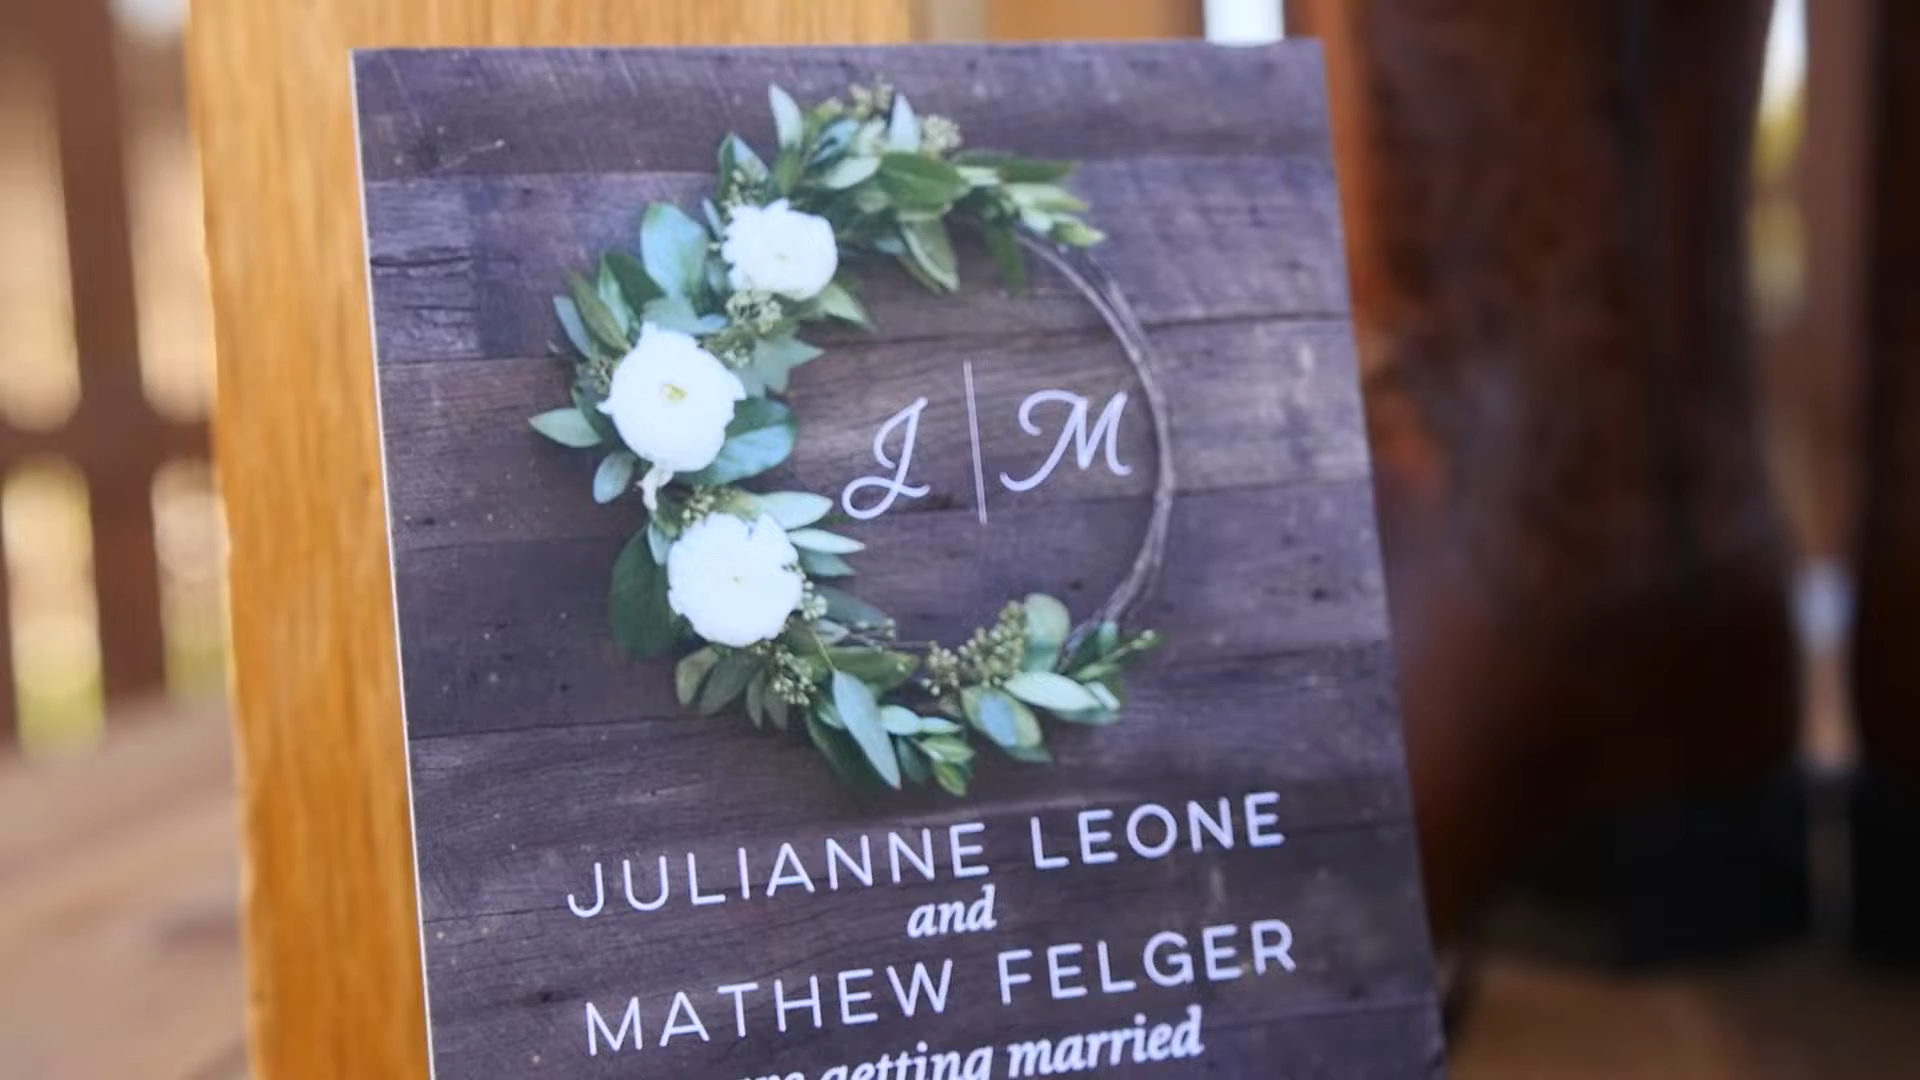 J | M
JULIANNE LEONE
and
MATHEW FELGER
getting married